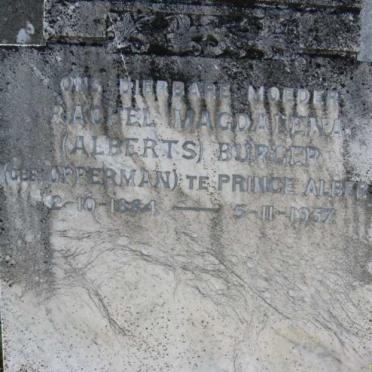 ONS DIERBARE MOEDER
RACHEL MAGDALENA
(ALBERTS) BURGER
(GEB OPPERMAN) TE PRINCE ALBERT
2-10-1884 — 5-11-1957